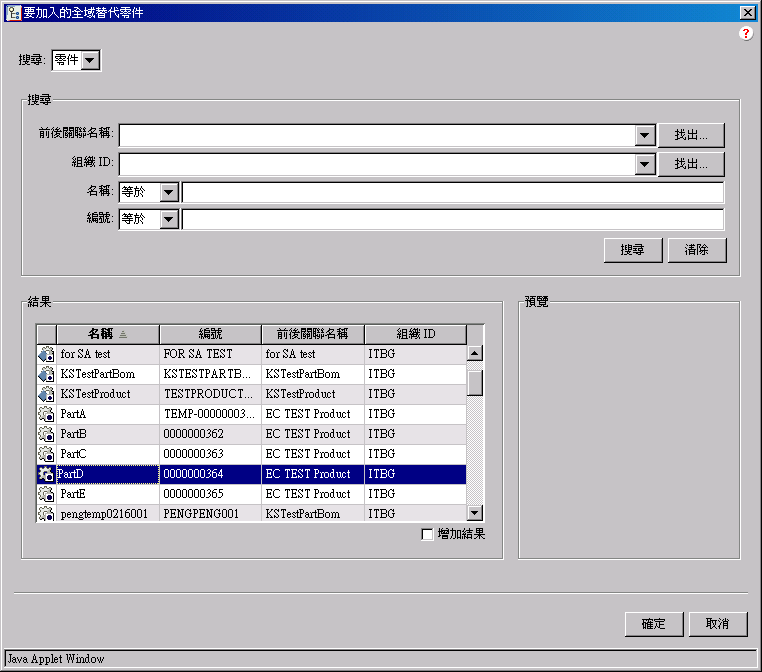 要加入的全域替代零件
?
搜尋: 零件
搜尋
前後關聯名稱: 找出...
組織 ID: 找出...
名稱: 等於
編號: 等於
搜尋 清除
結果 預覽
名稱 編號 前後關聯名稱 組織 ID
for SA test FOR SA TEST for SA test ITBG
KSTestPartBom KSTESTPARTB... KSTestPartBom ITBG
KSTestProduct TESTPRODUCT... KSTestProduct ITBG
PartA TEMP-00000003... EC TEST Product ITBG
PartB 0000000362 EC TEST Product ITBG
PartC 0000000363 EC TEST Product ITBG
PartD 0000000364 EC TEST Product ITBG
PartE 0000000365 EC TEST Product ITBG
pengtemp0216001 PENGPENG001 KSTestPartBom ITBG
增加結果
確定 取消
Java Applet Window